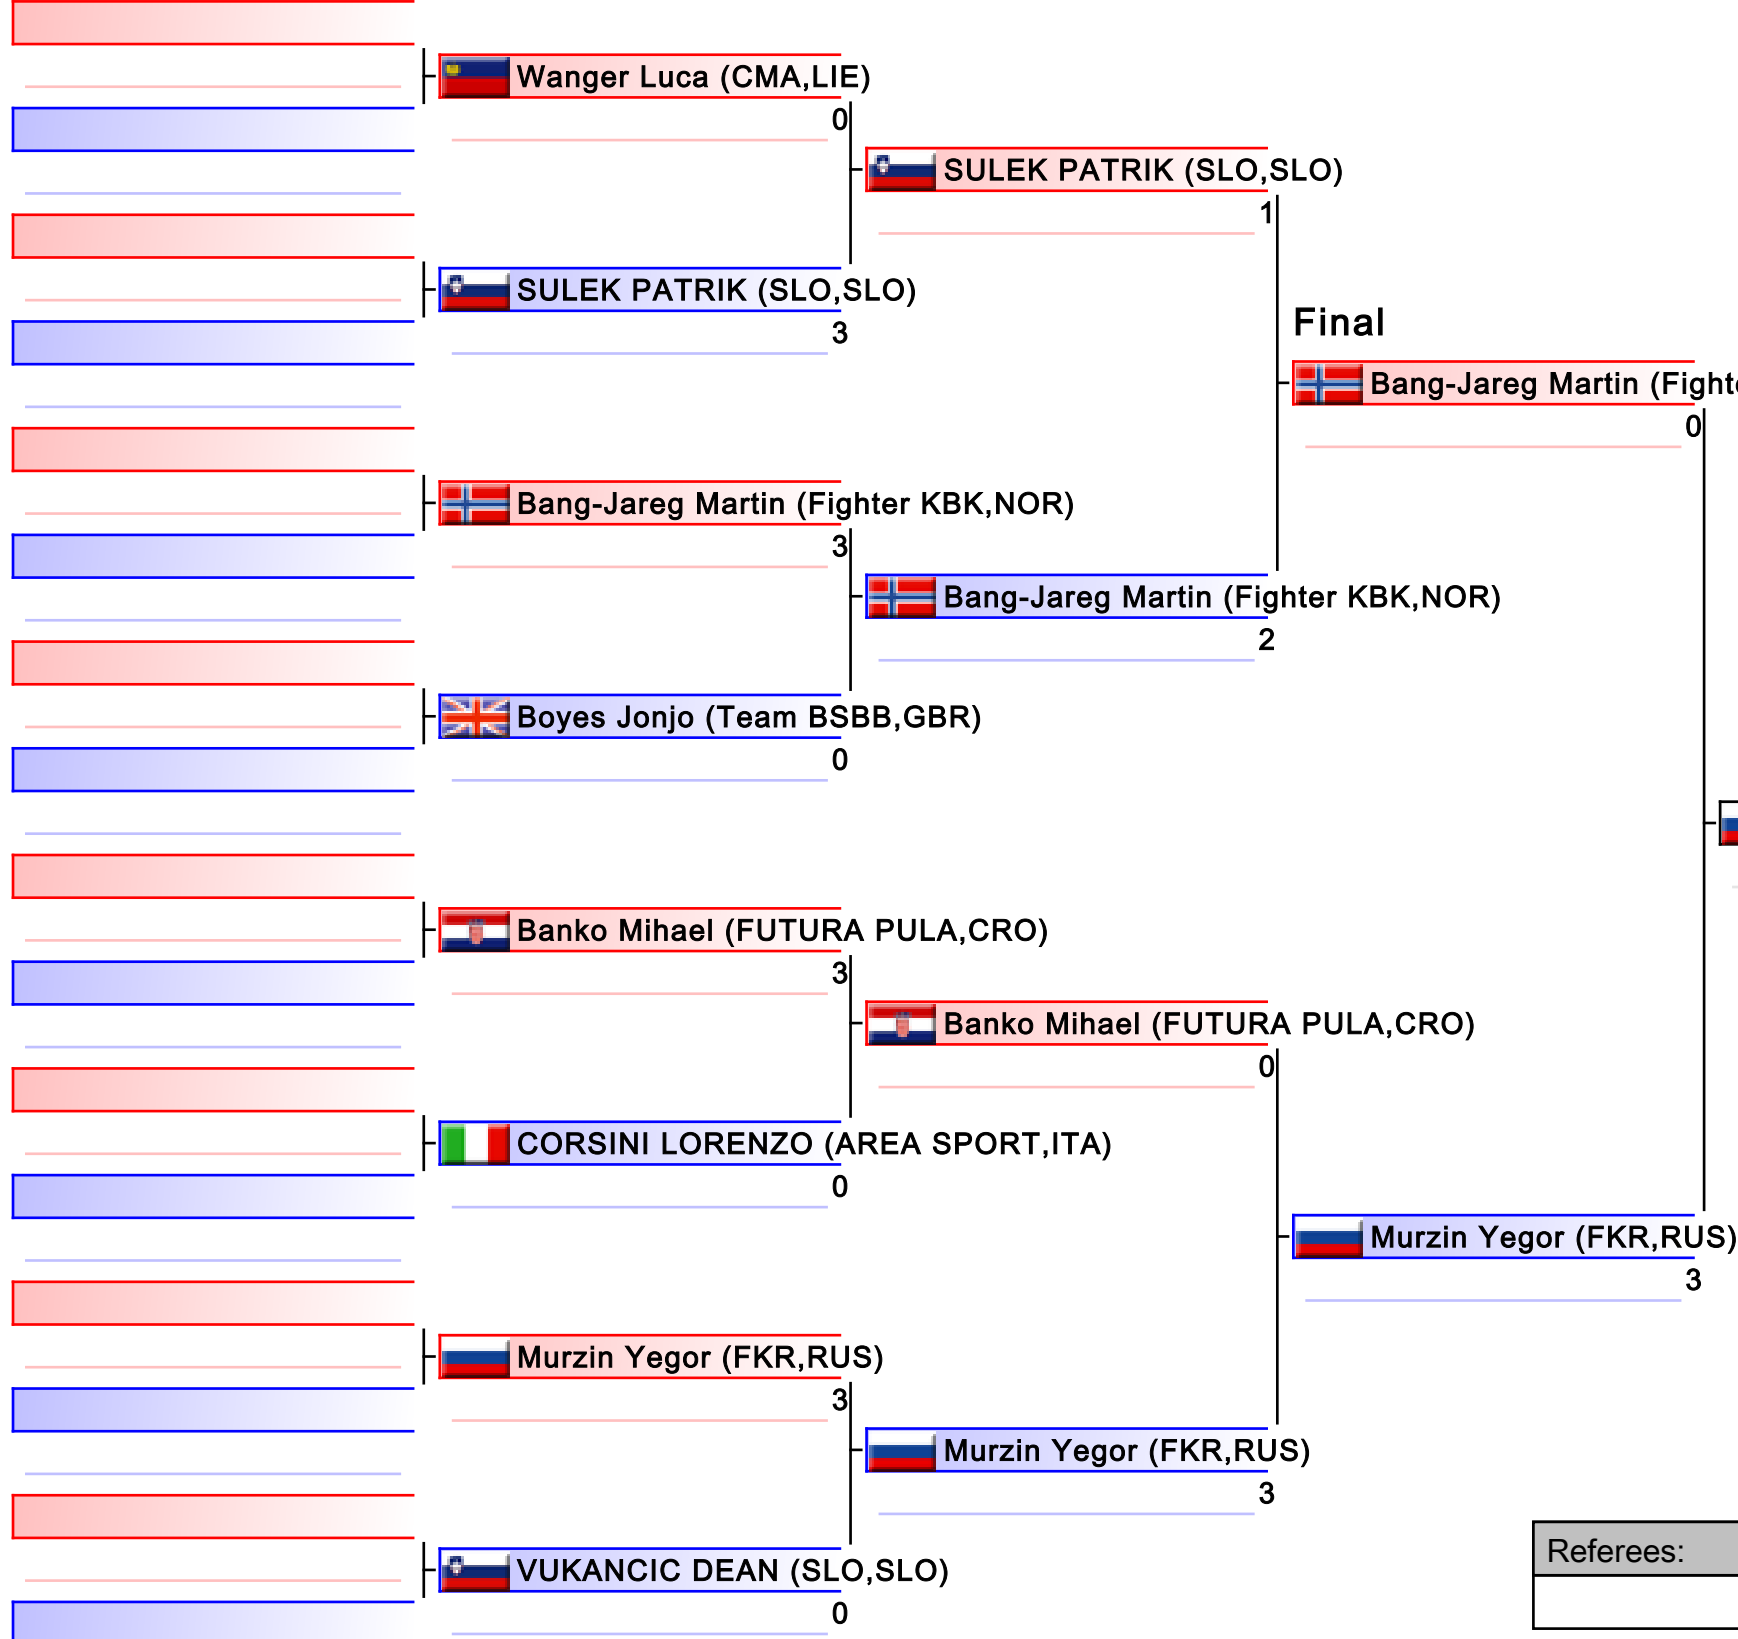 Wanger Luca (CMA,LIE)
0
SULEK PATRIK (SLO,SLO)
1
SULEK PATRIK (SLO,SLO)
3
Final
Bang-Jareg Martin (Fight
0
Bang-Jareg Martin (Fighter KBK,NOR)
3
Bang-Jareg Martin (Fighter KBK,NOR)
2
Boyes Jonjo (Team BSBB,GBR)
0
Banko Mihael (FUTURA PULA,CRO)
3
Banko Mihael (FUTURA PULA,CRO)
0
CORSINI LORENZO (AREA SPORT,ITA)
0
Murzin Yegor (FKR,RUS)
3
Murzin Yegor (FKR,RUS)
3
Murzin Yegor (FKR,RUS)
3
VUKANCIC DEAN (SLO,SLO)
0
Referees: